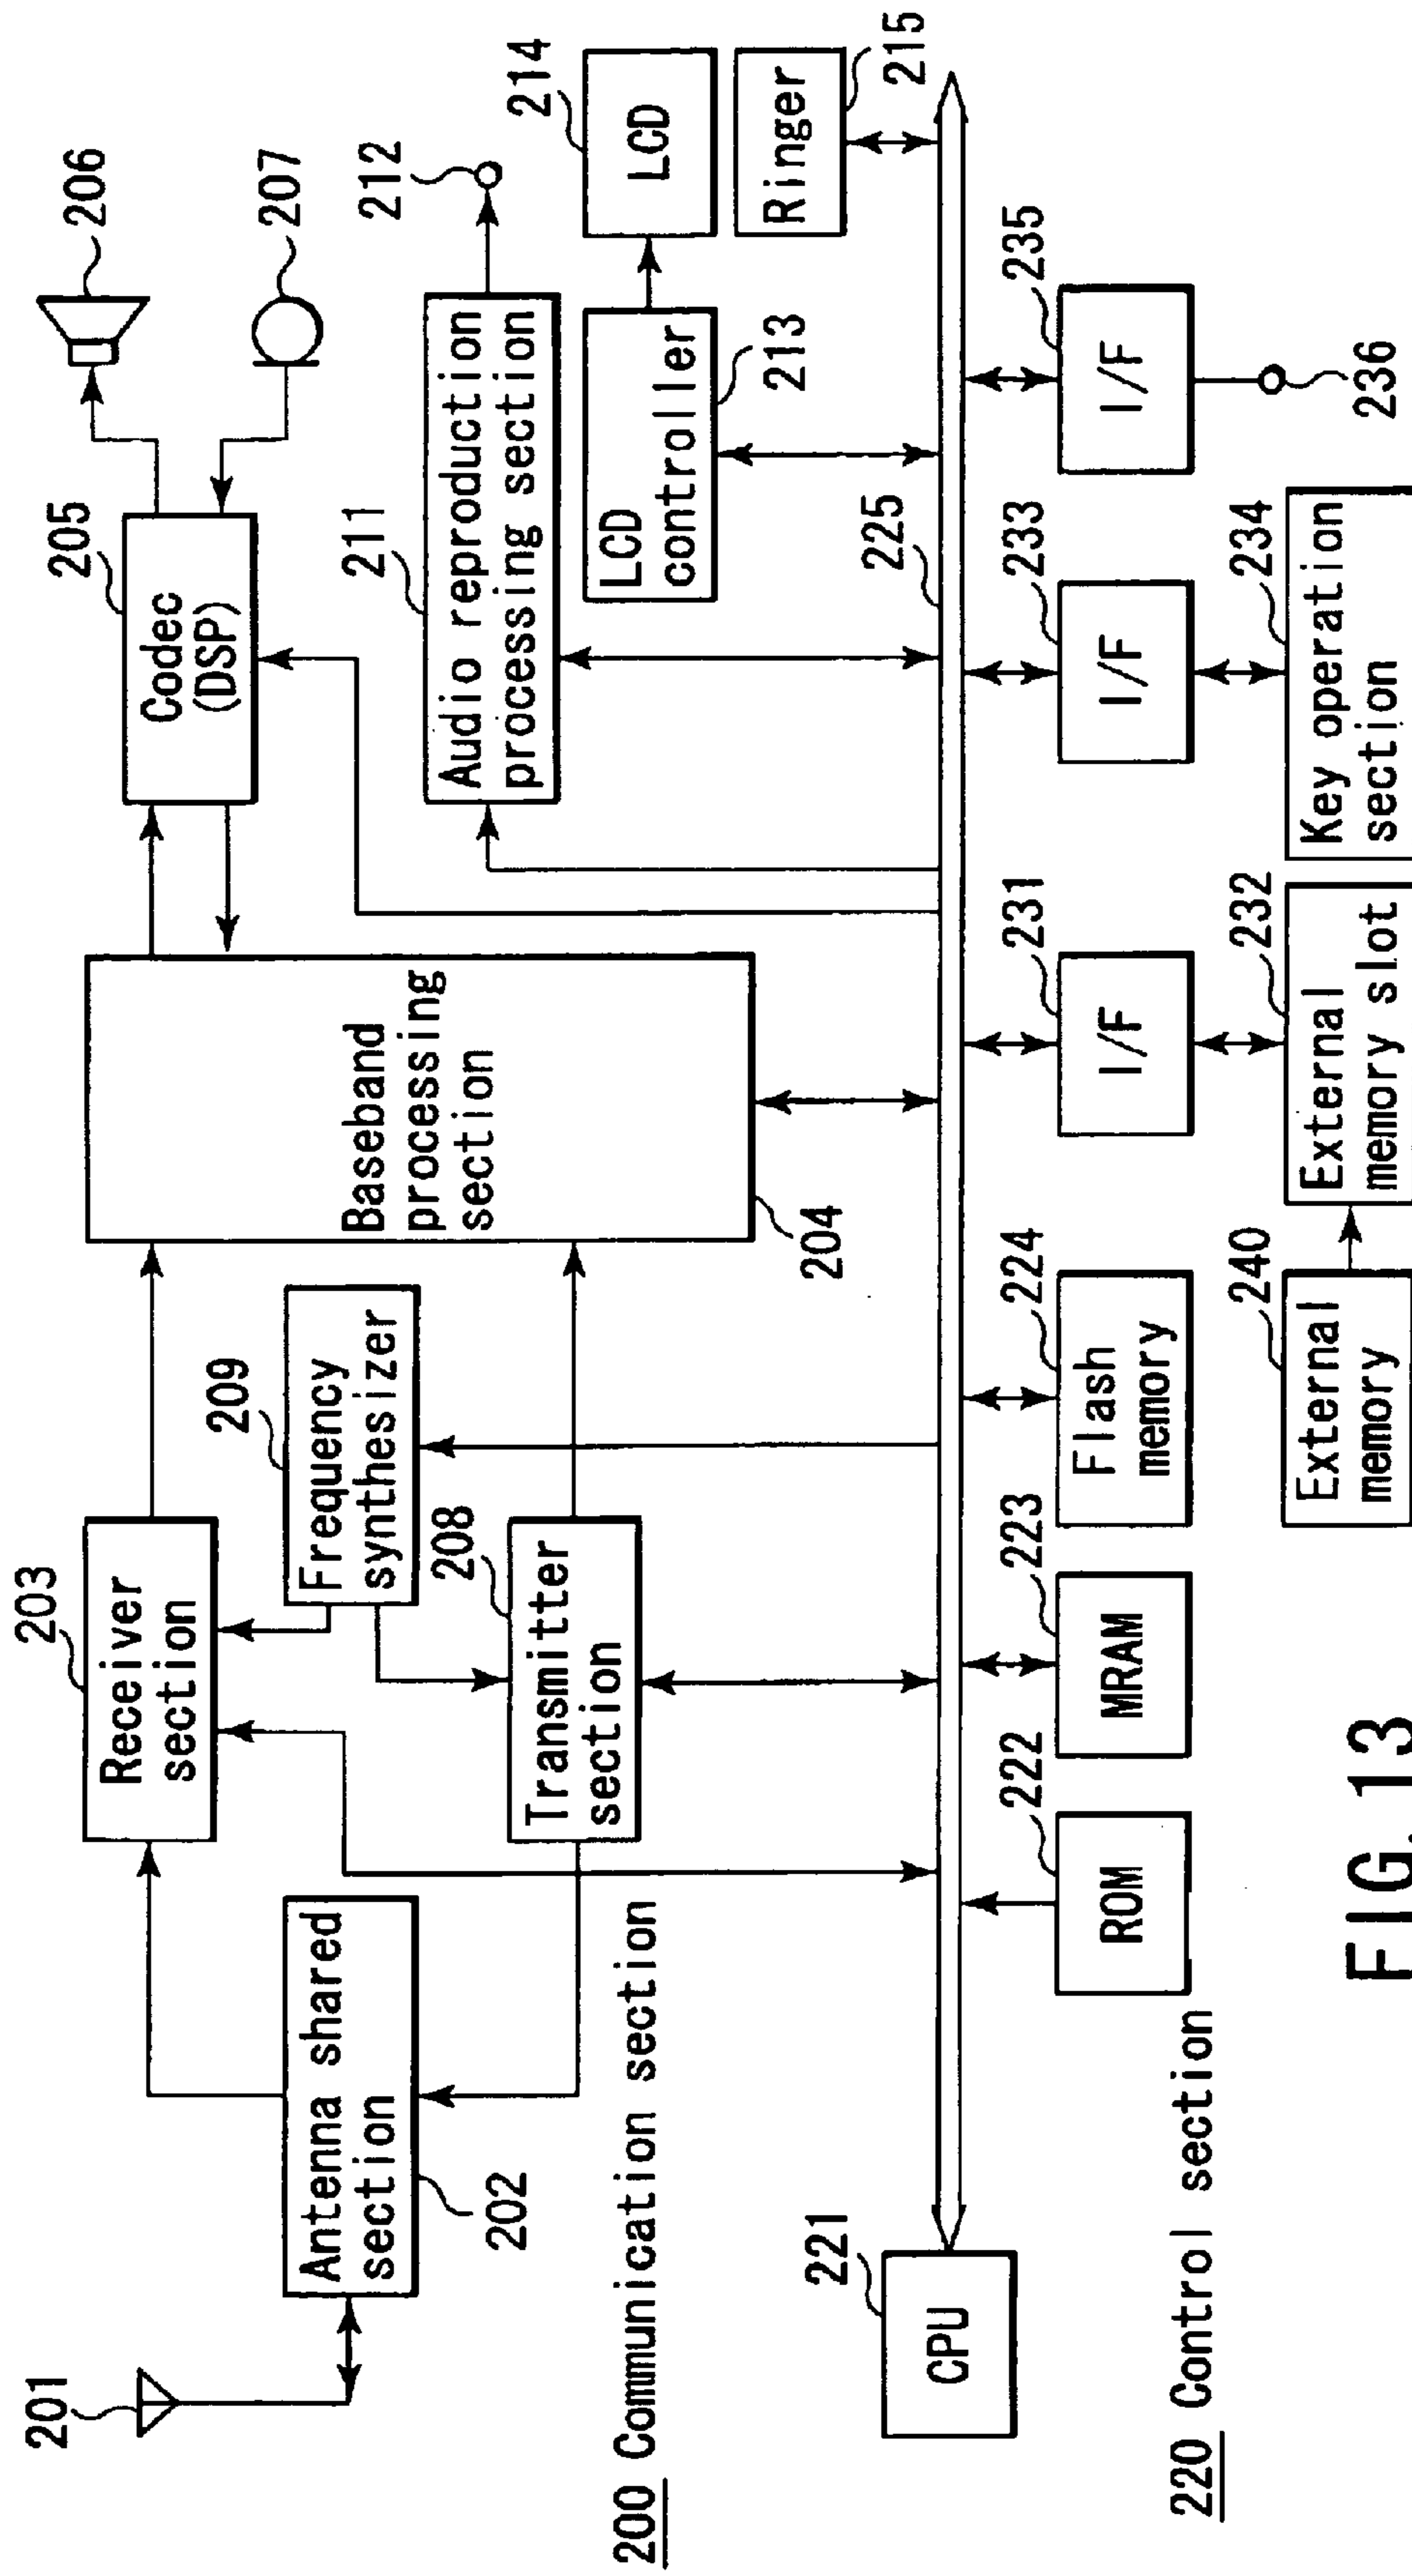 206
207
212
214
LCD
Ringer
215
205
Codec
(DSP)
211
Audio reproduction
processing section
LCD
controller
213
225
Baseband
processing
section
204
203
Receiver
section
209
Frequency
synthesizer
208
Transmitter
section
201
Antenna shared
section
202
200 Communication section
221
CPU
222
ROM
223
MRAM
224
Flash
memory
231
I/F
233
I/F
235
I/F
236
240
External
memory
232
External
memory slot
234
Key operation
section
220 Control section
FIG. 13